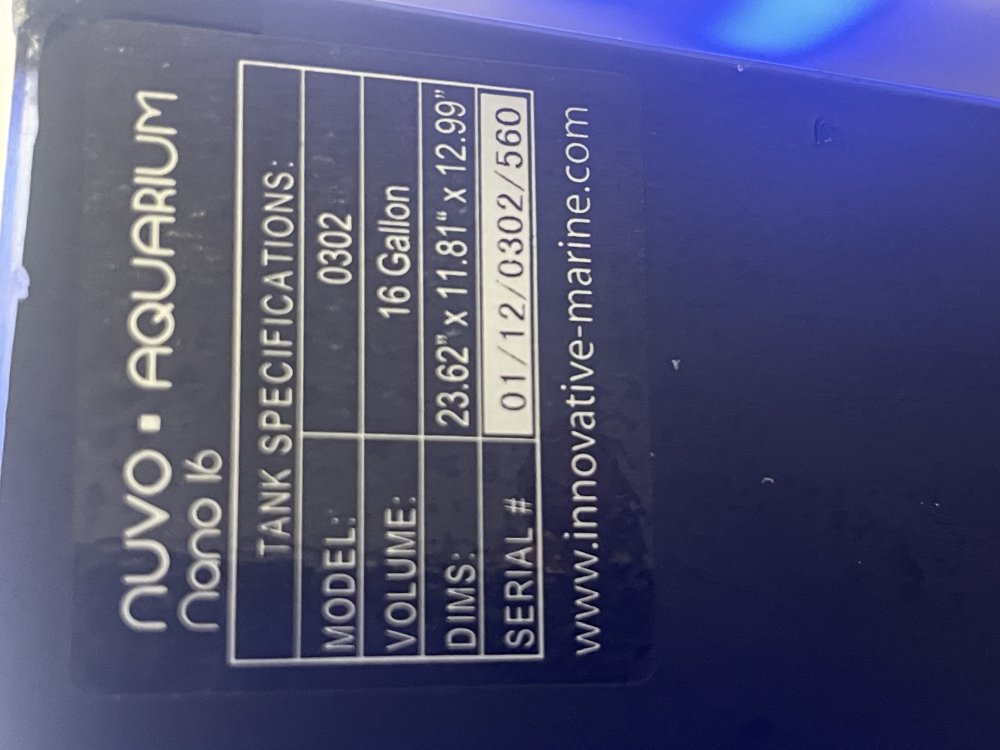 nuvo ▪ AQUARIUM
nano 16
TANK SPECIFICATIONS:
MODEL: 0302
VOLUME: 16 Gallon
DIMS: 23.62" x 11.81" x 12.99"
SERIAL # 01/12/0302/560
www.innovative-marine.com